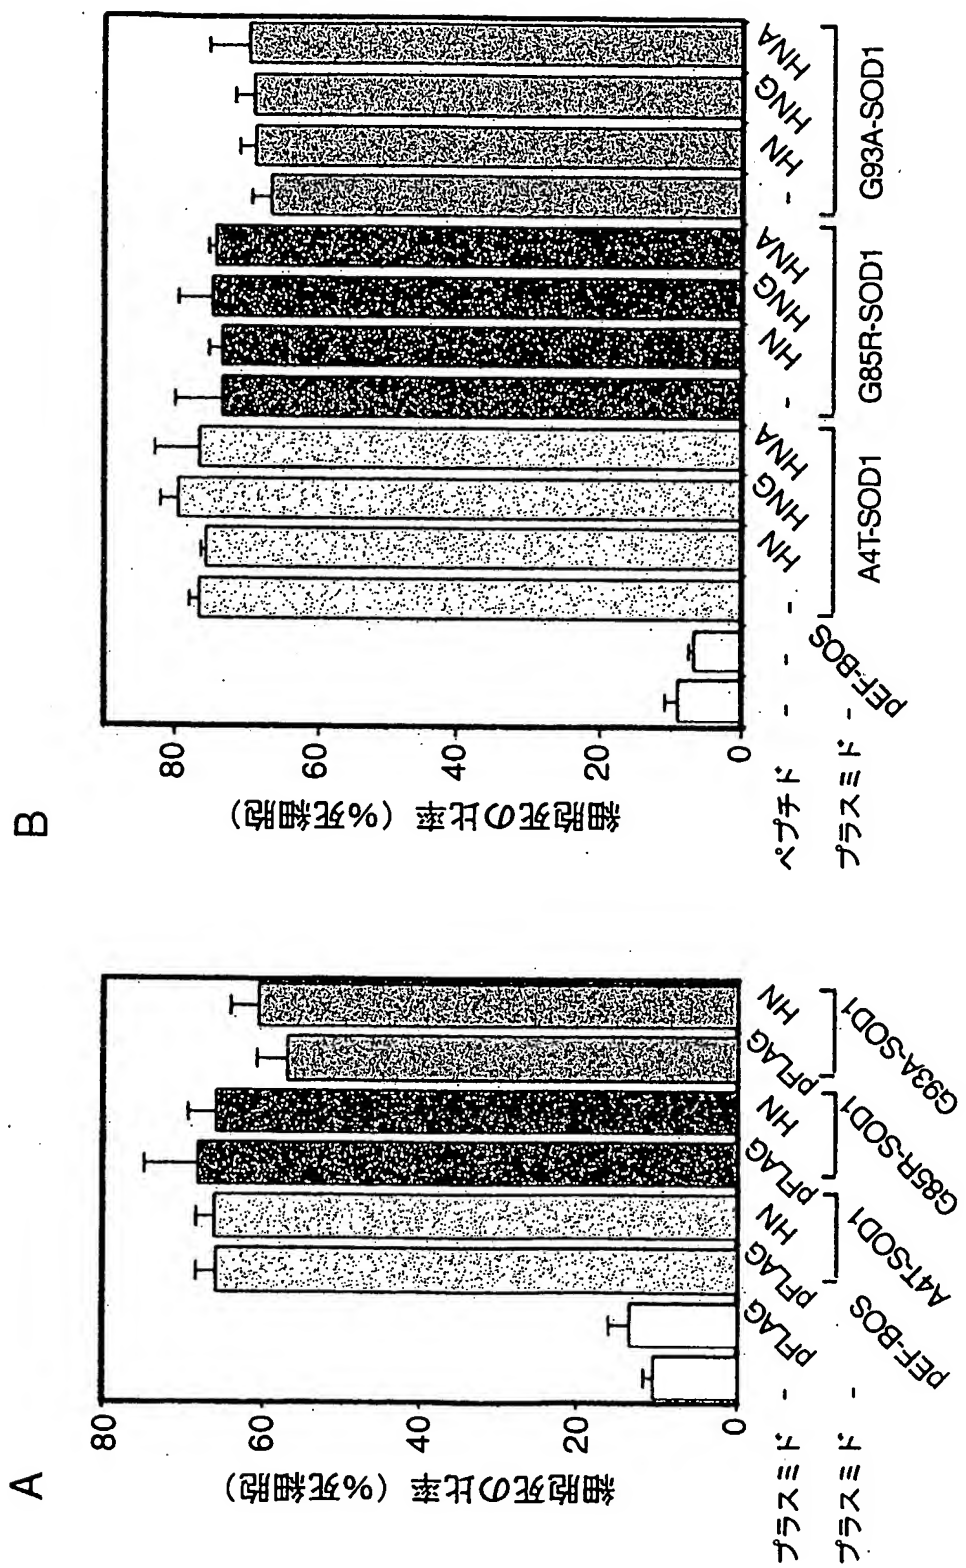 A
細胞死の比率 (%死細胞)
80
60
40
20
0
プラスミド - pFLAG pFLAG HN pFLAG HN pFLAG HN
プラスミド - pEF-BOS A4T-SOD1 G85R-SOD1 G93A-SOD1
B
細胞死の比率 (%死細胞)
80
60
40
20
0
ペプチド - - - HN HNG HNA - HN HNG HNA - HN HNG HNA
プラスミド - pEF-BOS A4T-SOD1 G85R-SOD1 G93A-SOD1